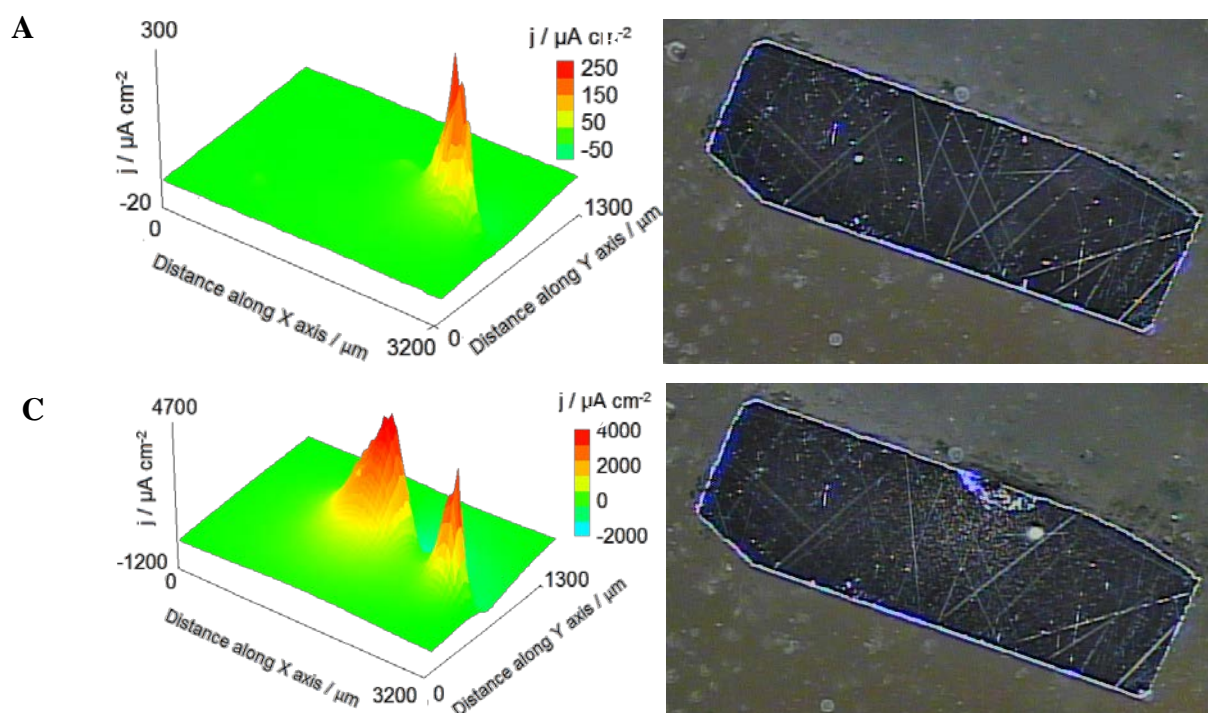 A
300
j / µA cm⁻²
-20
0
Distance along X axis / µm
3200
0
Distance along Y axis / µm
1300
j / µA
250
150
50
-50
C
4700
j / µA cm⁻²
-1200
0
Distance along X axis / µm
3200
0
Distance along Y axis / µm
1300
j / µA cm⁻²
4000
2000
0
-2000